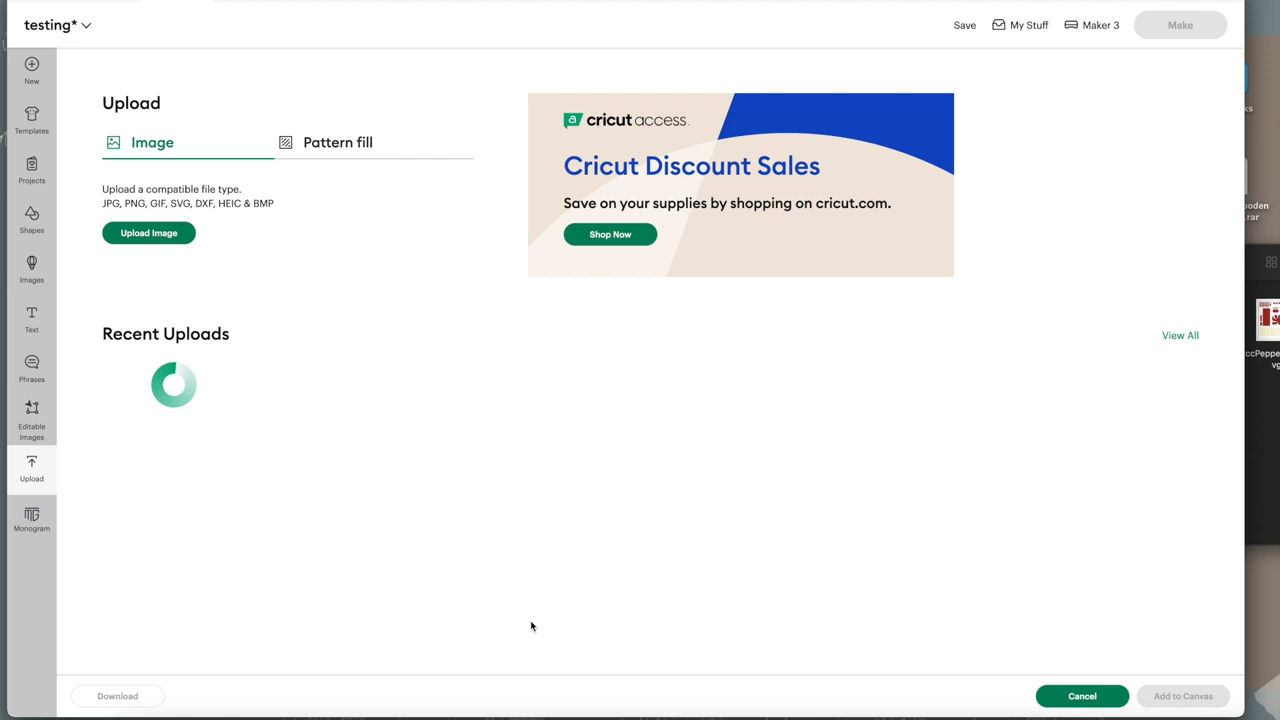 testing*
Save
My Stuff
Maker 3
Make
New
Templates
Projects
Shapes
Images
Text
Phrases
Editable
Images
Upload
Monogram
Upload
Image
Pattern fill
Upload a compatible file type.
JPG, PNG, GIF, SVG, DXF, HEIC & BMP
Upload Image
cricut access.
Cricut Discount Sales
Save on your supplies by shopping on cricut.com.
Shop Now
Recent Uploads
View All
Download
Cancel
Add to Canvas
.rar